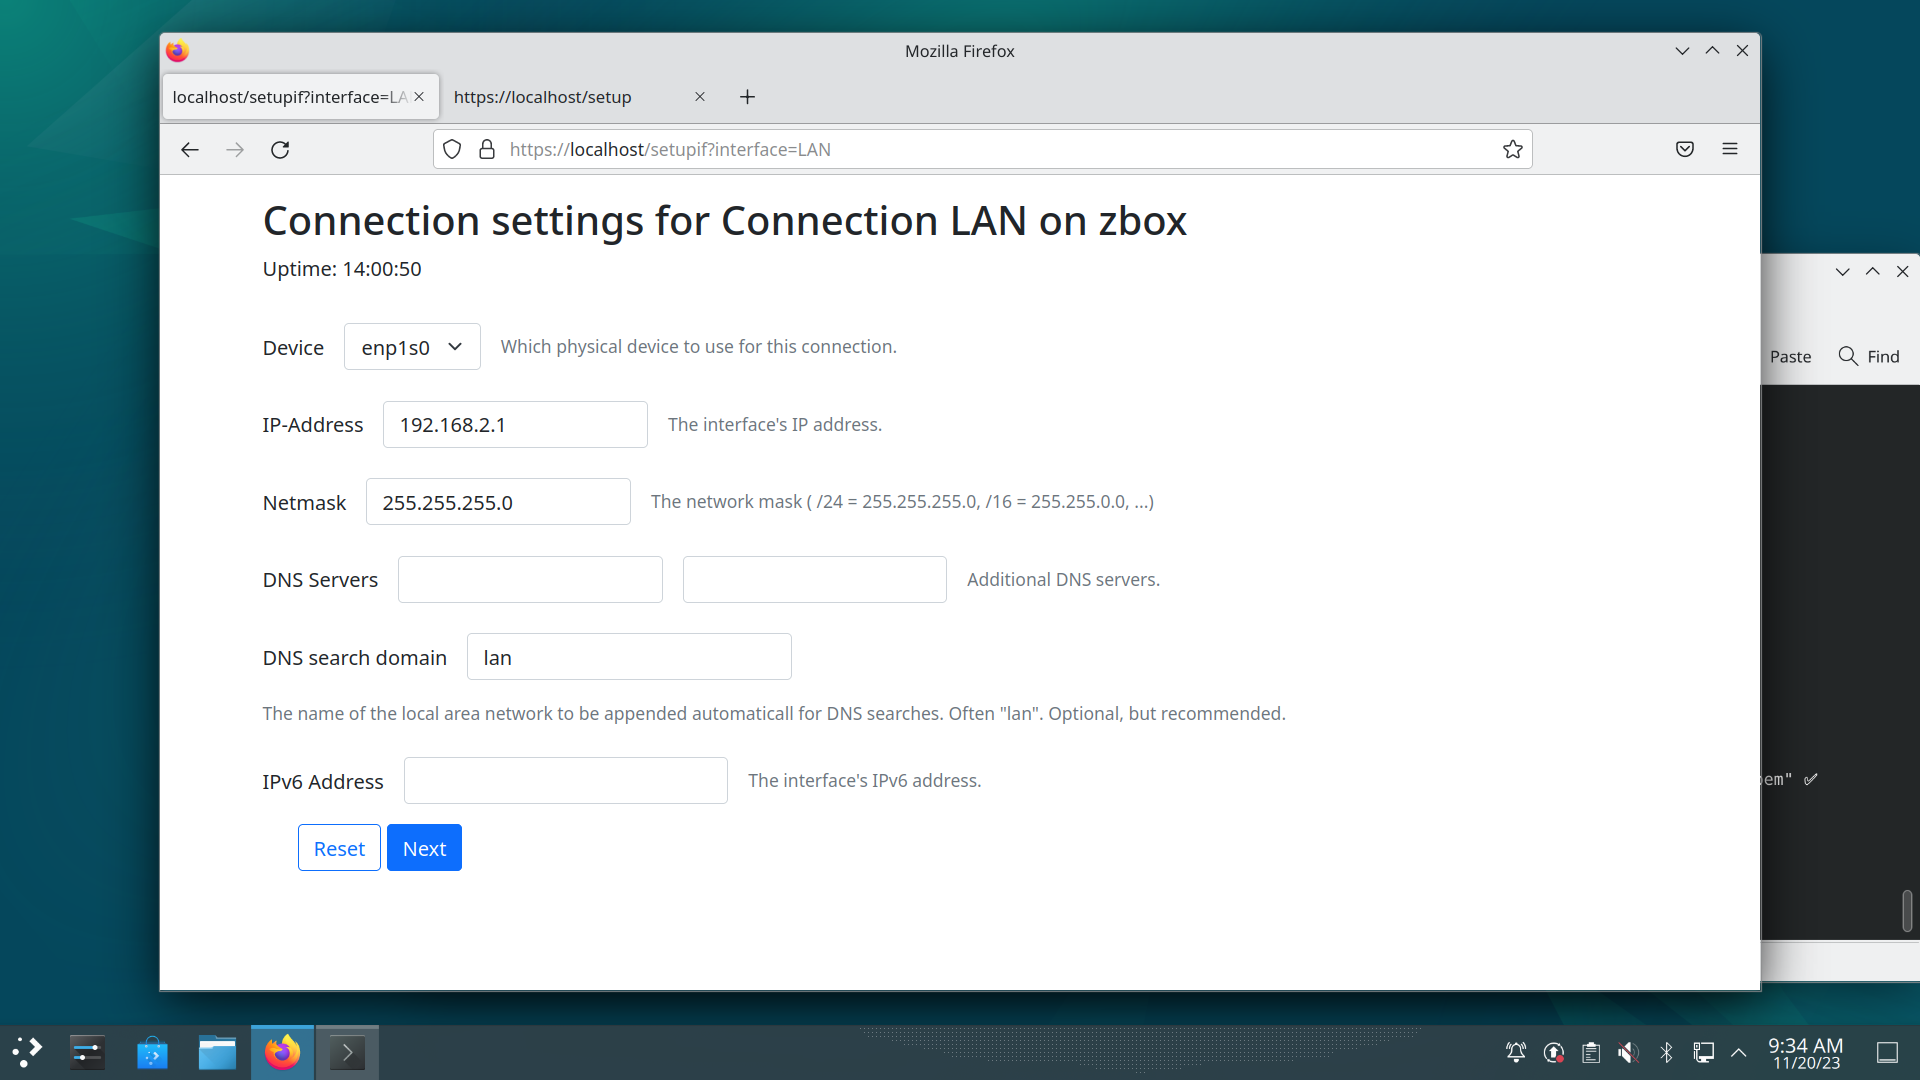 Mozilla Firefox
localhost/setupif?interface=LA
https://localhost/setup
https://localhost/setupif?interface=LAN
Connection settings for Connection LAN on zbox
Uptime: 14:00:50
Device enp1s0 Which physical device to use for this connection.
Paste Find
IP-Address 192.168.2.1 The interface's IP address.
Netmask 255.255.255.0 The network mask ( /24 = 255.255.255.0, /16 = 255.255.0.0, ...)
DNS Servers Additional DNS servers.
DNS search domain lan
The name of the local area network to be appended automaticall for DNS searches. Often "lan". Optional, but recommended.
IPv6 Address The interface's IPv6 address.
em" ✓
Reset Next
9:34 AM
11/20/23